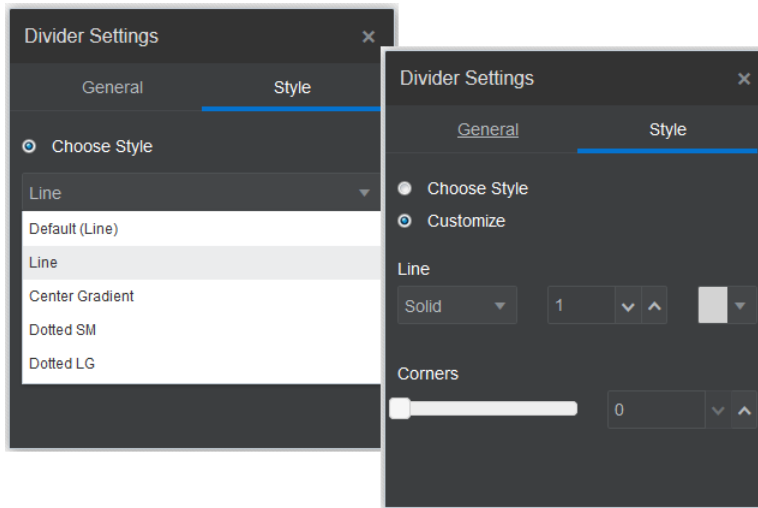 Divider Settings
General Style
Choose Style
Line
Default (Line)
Line
Center Gradient
Dotted SM
Dotted LG
Divider Settings
General Style
Choose Style
Customize
Line
Solid 1
Corners
0